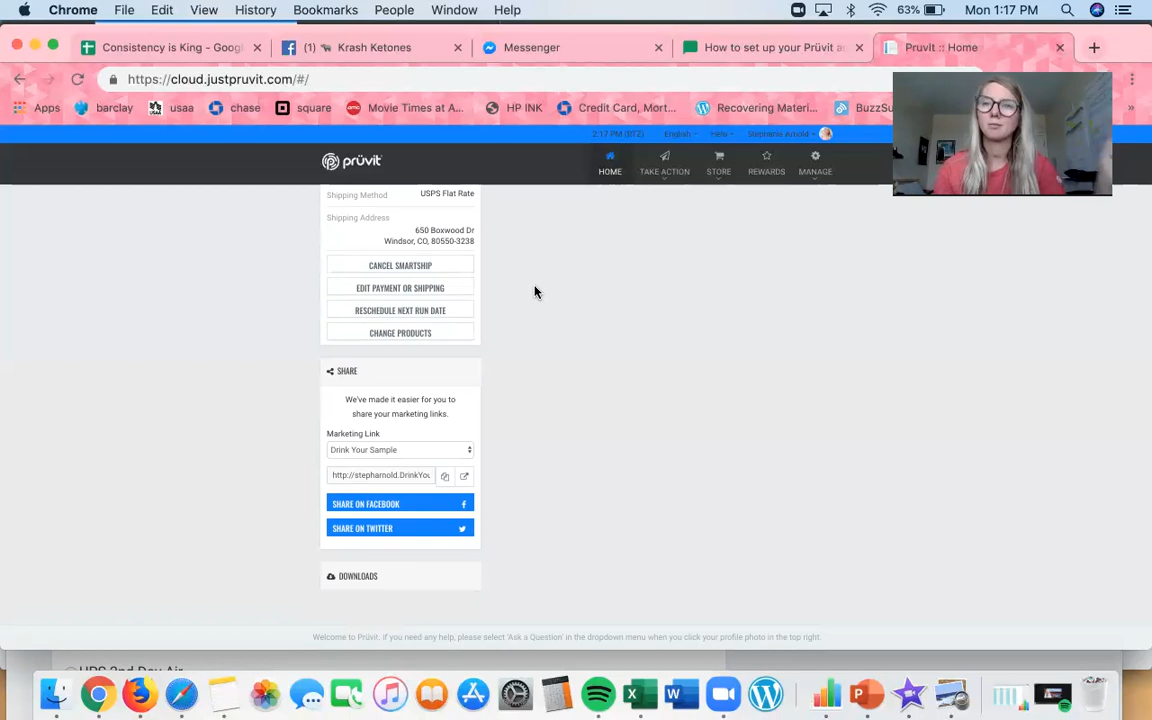 Chrome File Edit View History Bookmarks People Window Help 63% Mon 1:17 PM
Consistency is King - Googl (1) Krash Ketones Messenger How to set up your Prüvit a PruvIt :: Home
https://cloud.justpruvit.com/#/
Apps barclay usaa chase square Movie Times at A... HP INK Credit Card, Mort... Recovering Materi... BuzzSu
2:17 PM (BTZ) English Help Stephanie Arnold
prüvit HOME TAKE ACTION STORE REWARDS MANAGE
Shipping Method USPS Flat Rate
Shipping Address
650 Boxwood Dr
Windsor, CO, 80550-3238
CANCEL SMARTSHIP
EDIT PAYMENT OR SHIPPING
RESCHEDULE NEXT RUN DATE
CHANGE PRODUCTS
SHARE
We've made it easier for you to
share your marketing links.
Marketing Link
Drink Your Sample
http://stepharnold.DrinkYou
SHARE ON FACEBOOK
SHARE ON TWITTER
DOWNLOADS
Welcome to Prüvit. If you need any help, please select 'Ask a Question' in the dropdown menu when you click your profile photo in the top right.
UPS 2nd Day Air